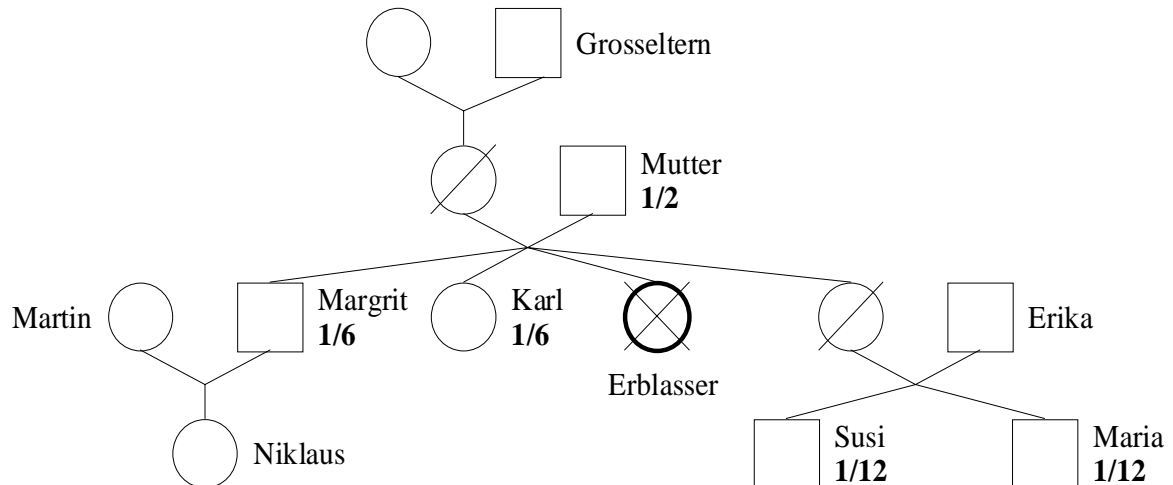 Grosseltern
Mutter
1/2
Martin
Margrit
1/6
Karl
1/6
Erblasser
Erika
Niklaus
Susi
1/12
Maria
1/12